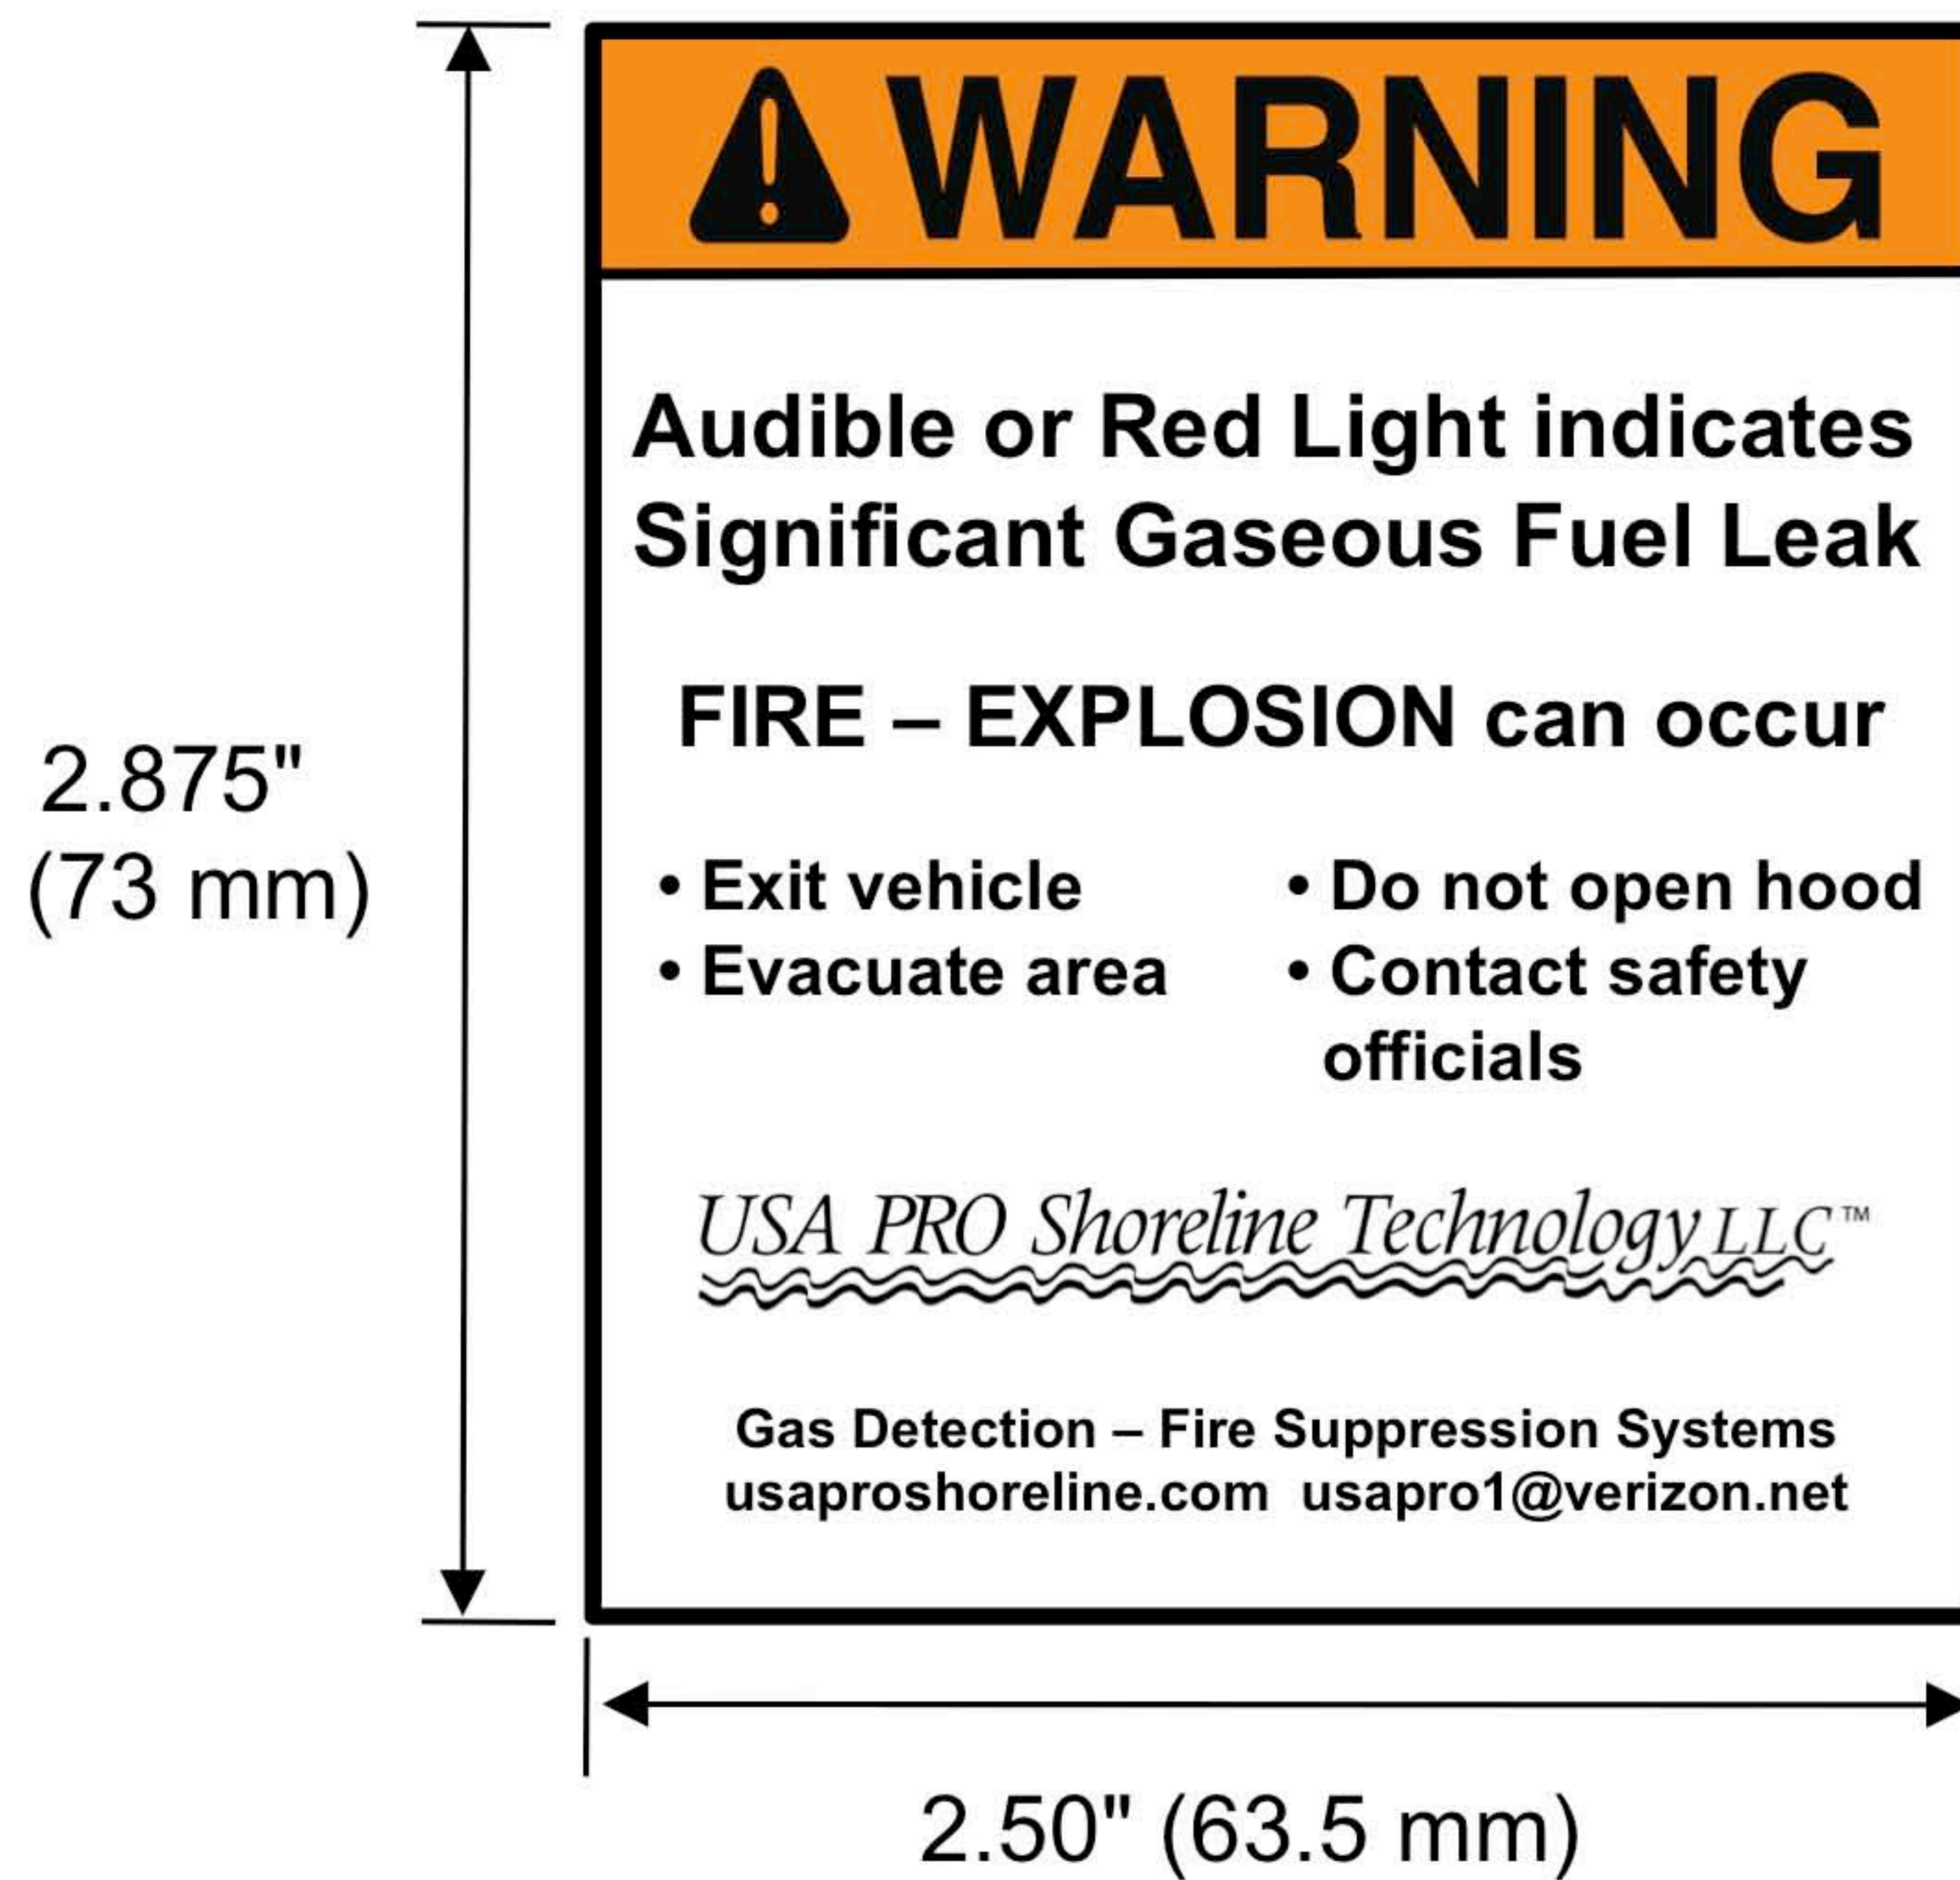 WARNING
Audible or Red Light indicates
Significant Gaseous Fuel Leak
FIRE – EXPLOSION can occur
• Exit vehicle
• Evacuate area
• Do not open hood
• Contact safety
officials
2.875"
(73 mm)
USA PRO Shoreline Technology LLC™
Gas Detection – Fire Suppression Systems
usaproshoreline.com usapro1@verizon.net
2.50" (63.5 mm)